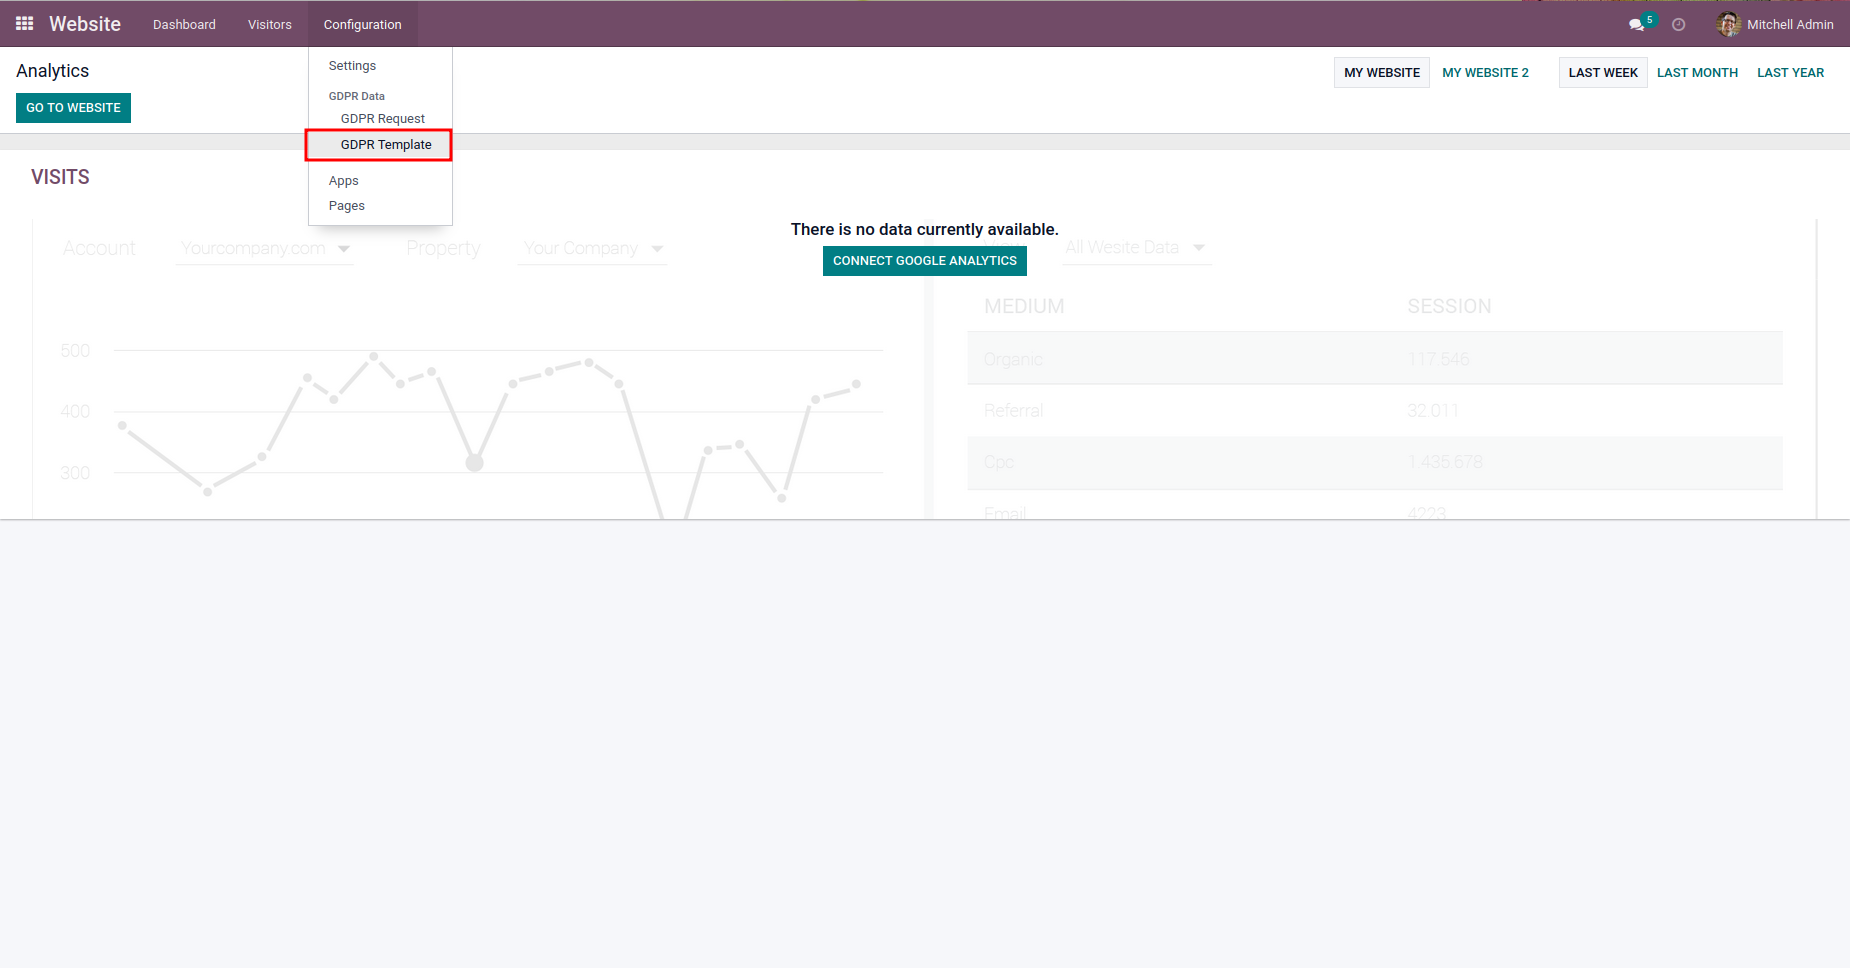 Website Dashboard Visitors Configuration 5 Mitchell Admin
Analytics
GO TO WEBSITE
MY WEBSITE MY WEBSITE 2 LAST WEEK LAST MONTH LAST YEAR
Settings
GDPR Data
GDPR Request
GDPR Template
Apps
Pages
VISITS
There is no data currently available.
CONNECT GOOGLE ANALYTICS
Account Yourcompany.com Property Your Company All Wesite Data
500
400
300
MEDIUM SESSION
Organic 117.546
Referral 32.011
Cpc 1.435.678
Email 4223